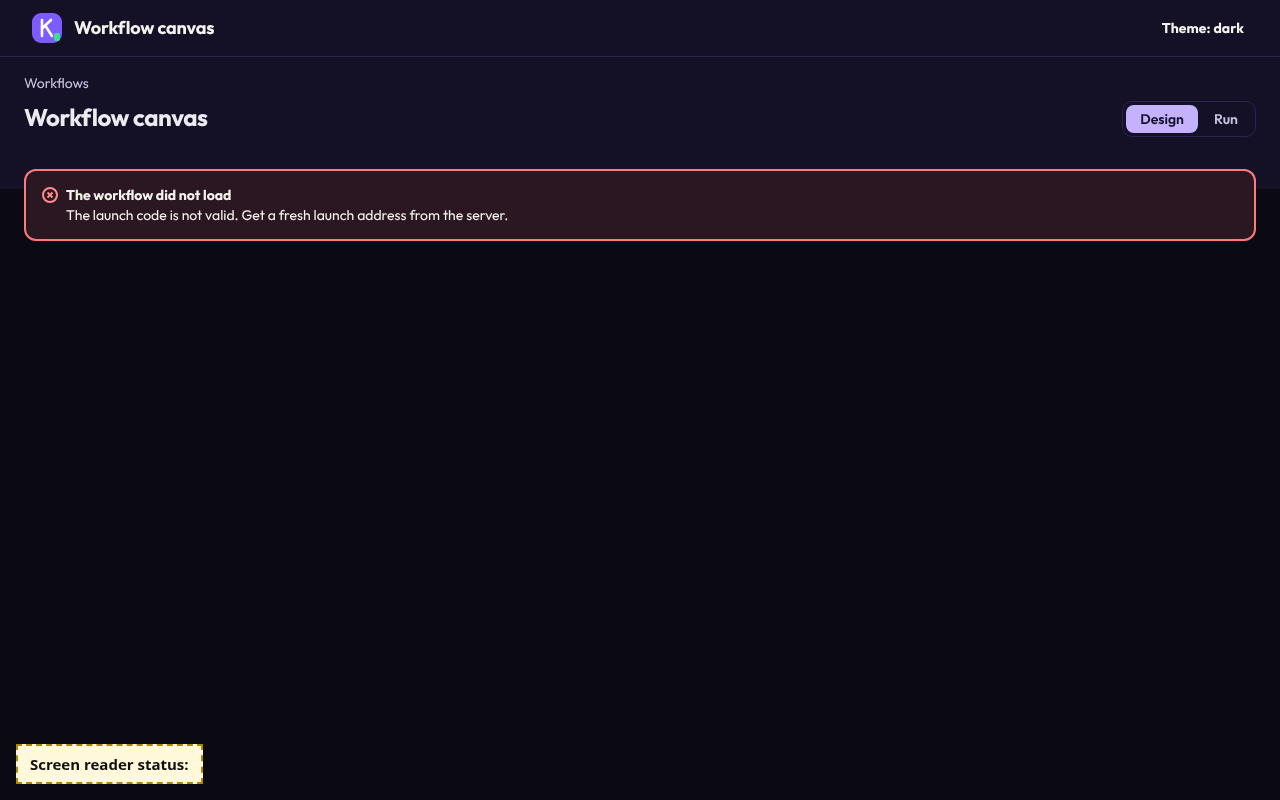 K
Workflow canvas
Theme: dark
Workflows
Workflow canvas
Design
Run
The workflow did not load
The launch code is not valid. Get a fresh launch address from the server.
Screen reader status: